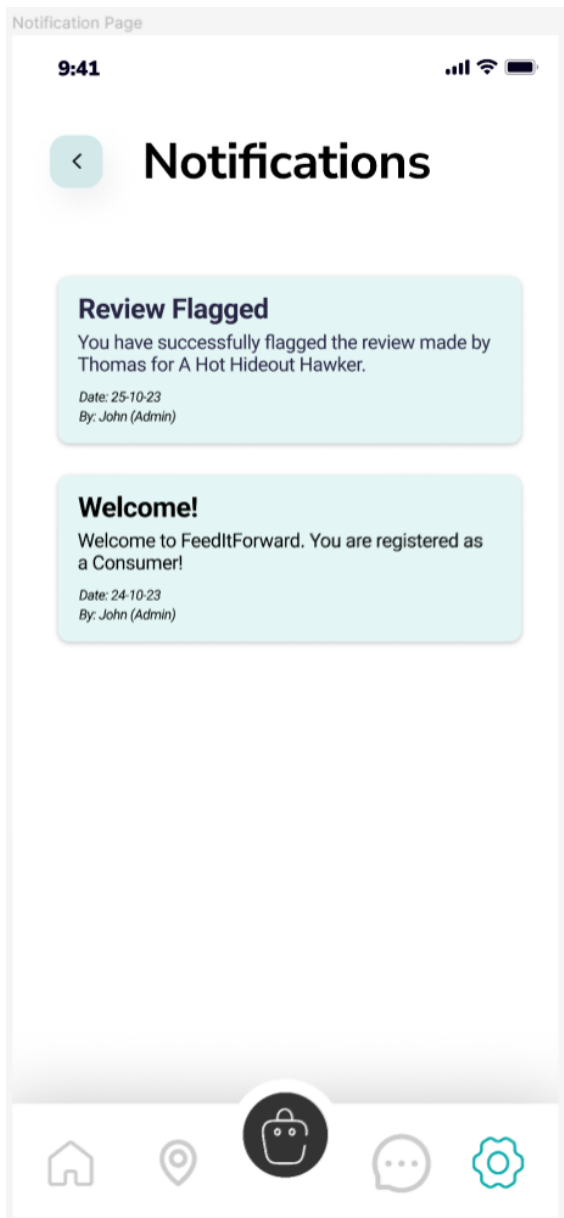 Notification Page
9:41
Notifications
Review Flagged
You have successfully flagged the review made by
Thomas for A Hot Hideout Hawker.
Date: 25-10-23
By: John (Admin)
Welcome!
Welcome to FeedItForward. You are registered as
a Consumer!
Date: 24-10-23
By: John (Admin)